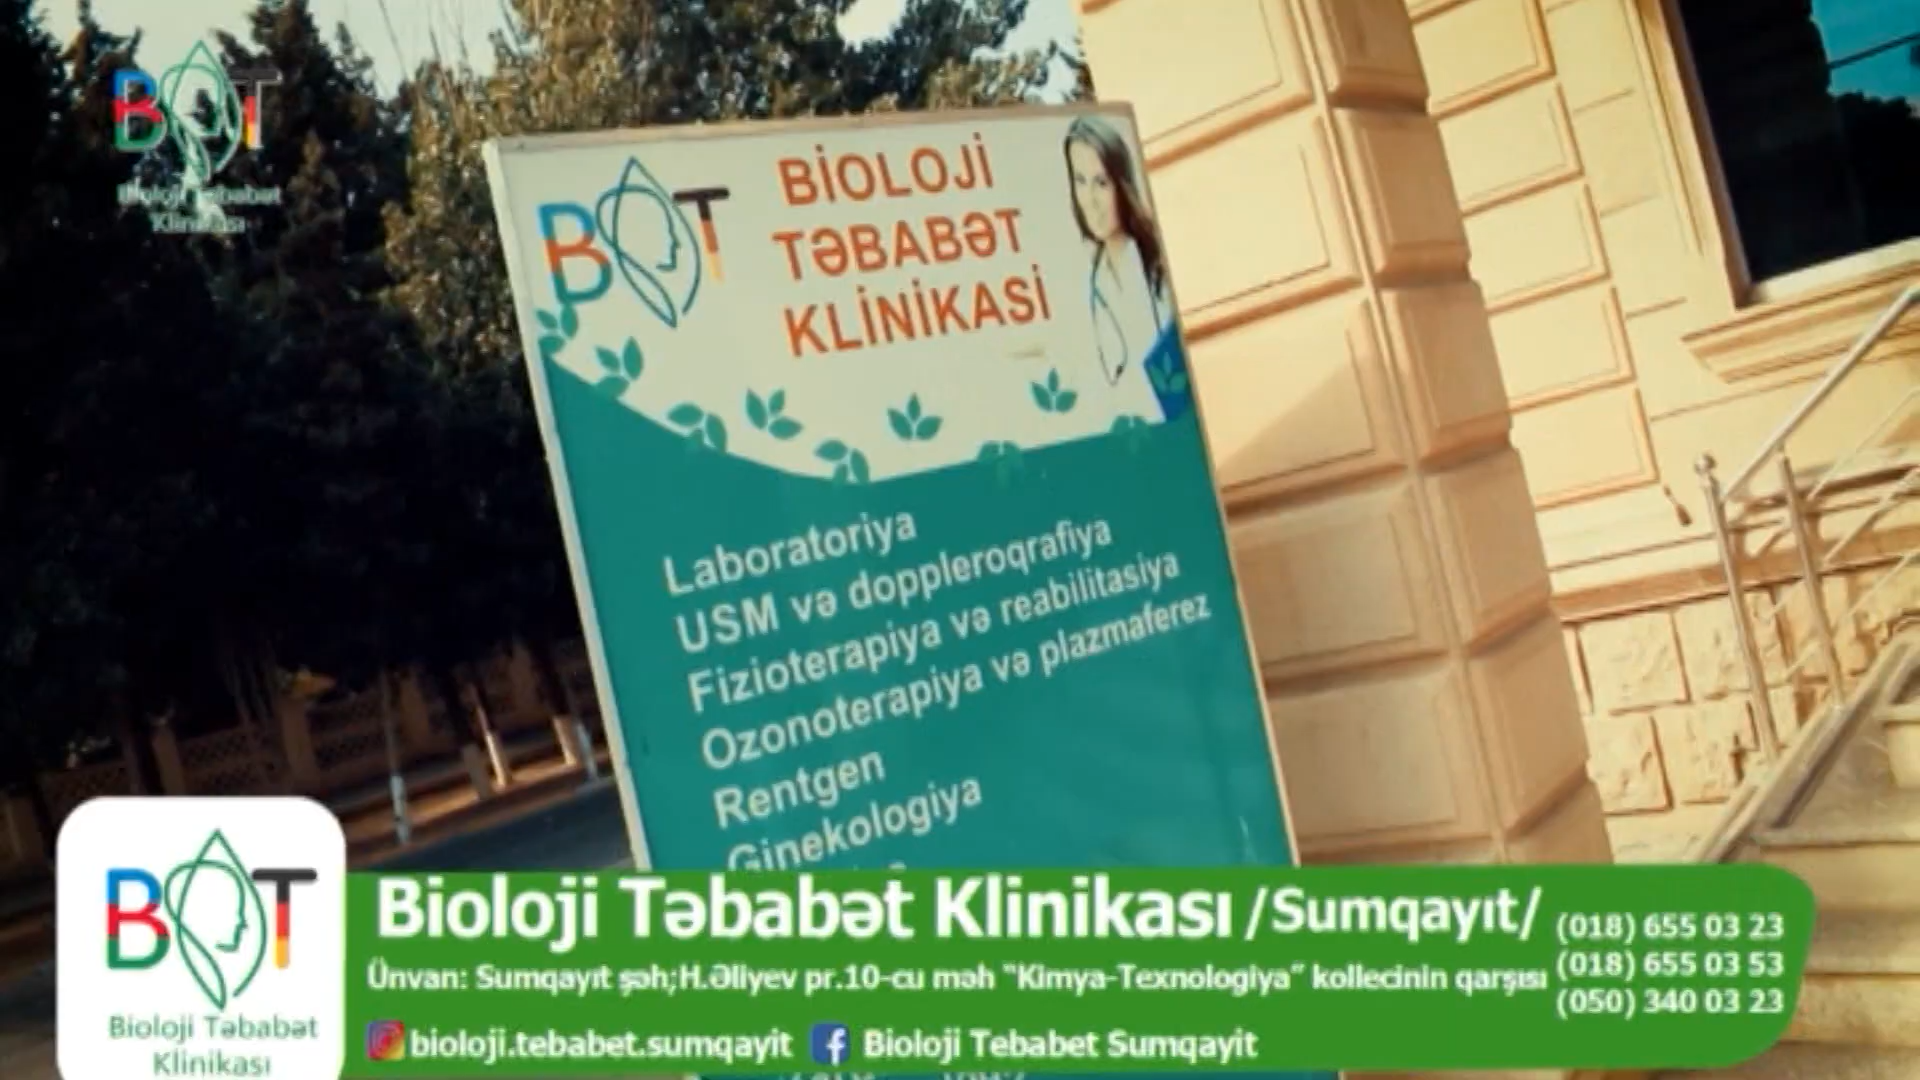 BOT
Bioloji Təbabət
Klinikası
BOT
BİOLOJİ
TƏBABƏT
KLİNİKASİ
Laboratoriya
USM və doppleroqrafiya
Fizioterapiya və reabilitasiya
Ozonoterapiya və plazmaferez
Rentgen
Ginekologiya
BOT
Bioloji Təbabət
Klinikası
Bioloji Təbabət Klinikası /Sumqayıt/
Ünvan: Sumqayıt şəh;H.Əliyev pr.10-cu məh "Kimya-Texnologiya" kollecinin qarşısı
(018) 655 03 23
(018) 655 03 53
(050) 340 03 23
bioloji.tebabet.sumqayit Bioloji Tebabet Sumqayit